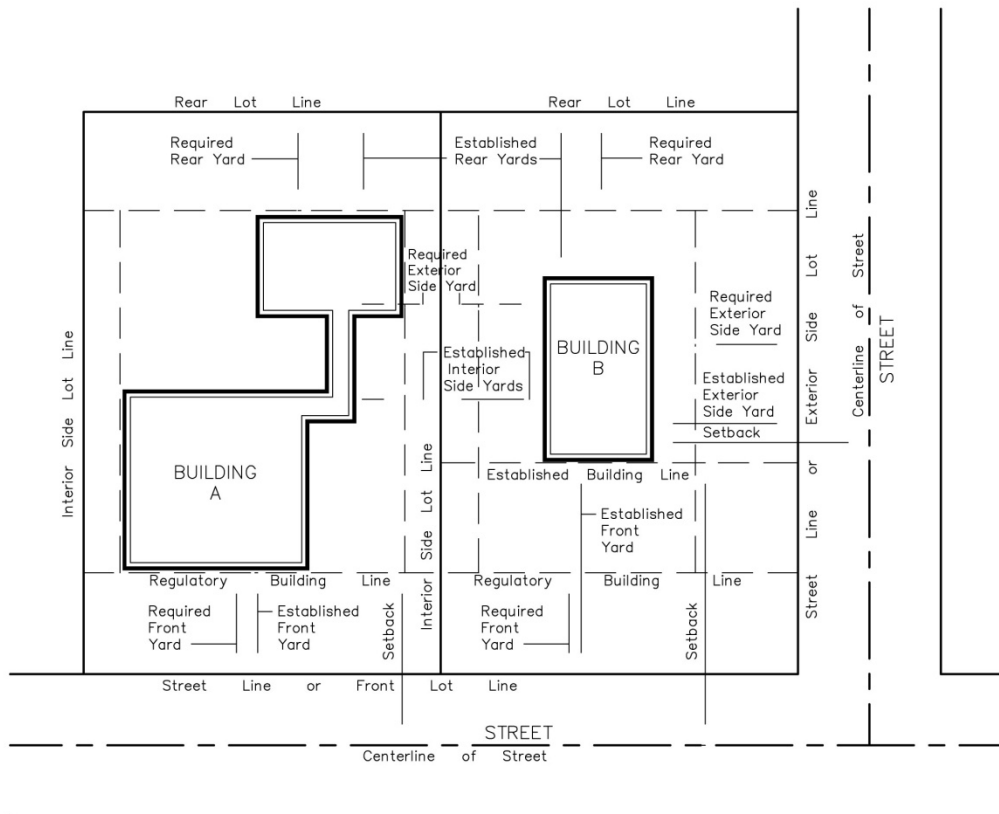 Rear Lot Line
Rear Lot Line
Required
Rear Yard
Established
Rear Yards
Required
Rear Yard
Required
Exterior
Side Yard
Established
Interior
Side Yards
BUILDING
A
BUILDING
B
Required
Exterior
Side Yard
Established
Exterior
Side Yard
Setback
Established Building Line
Established
Front
Yard
Regulatory Building Line
Regulatory Building Line
Required
Front
Yard
Established
Front
Yard
Setback
Required
Front
Yard
Setback
Interior Side Lot Line
Interior Side Lot Line
Street Line or Exterior Side Lot Line
Centerline of Street
STREET
Street Line or Front Lot Line
STREET
Centerline of Street